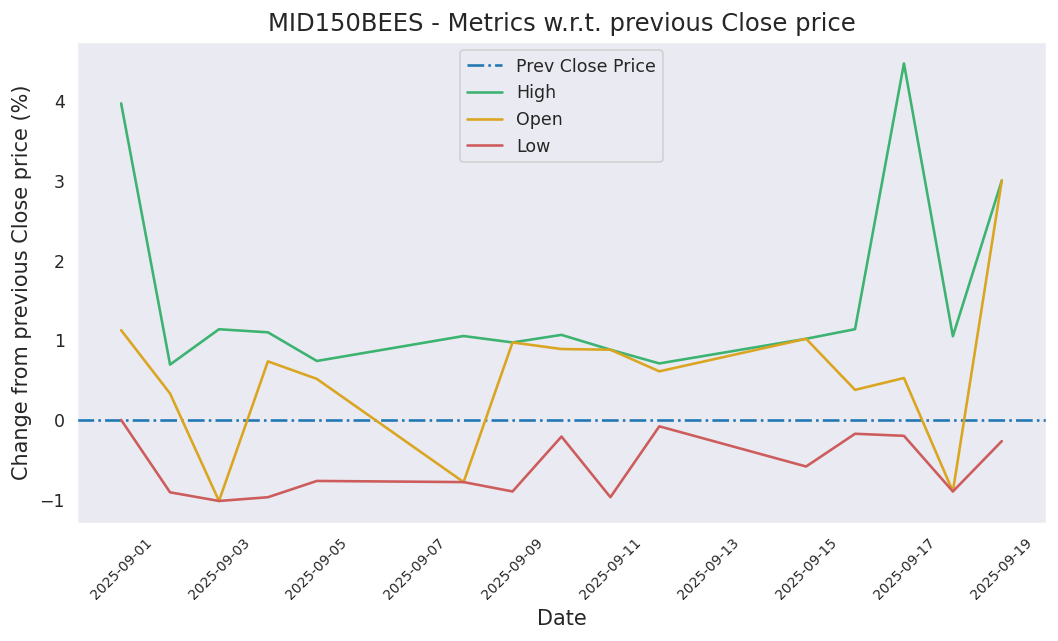 MID150BEES - Metrics w.r.t. previous Close price
Prev Close Price
High
Open
Low
Change from previous Close price (%)
4
3
2
1
0
−1
2025-09-01
2025-09-03
2025-09-05
2025-09-07
2025-09-09
2025-09-11
2025-09-13
2025-09-15
2025-09-17
2025-09-19
Date